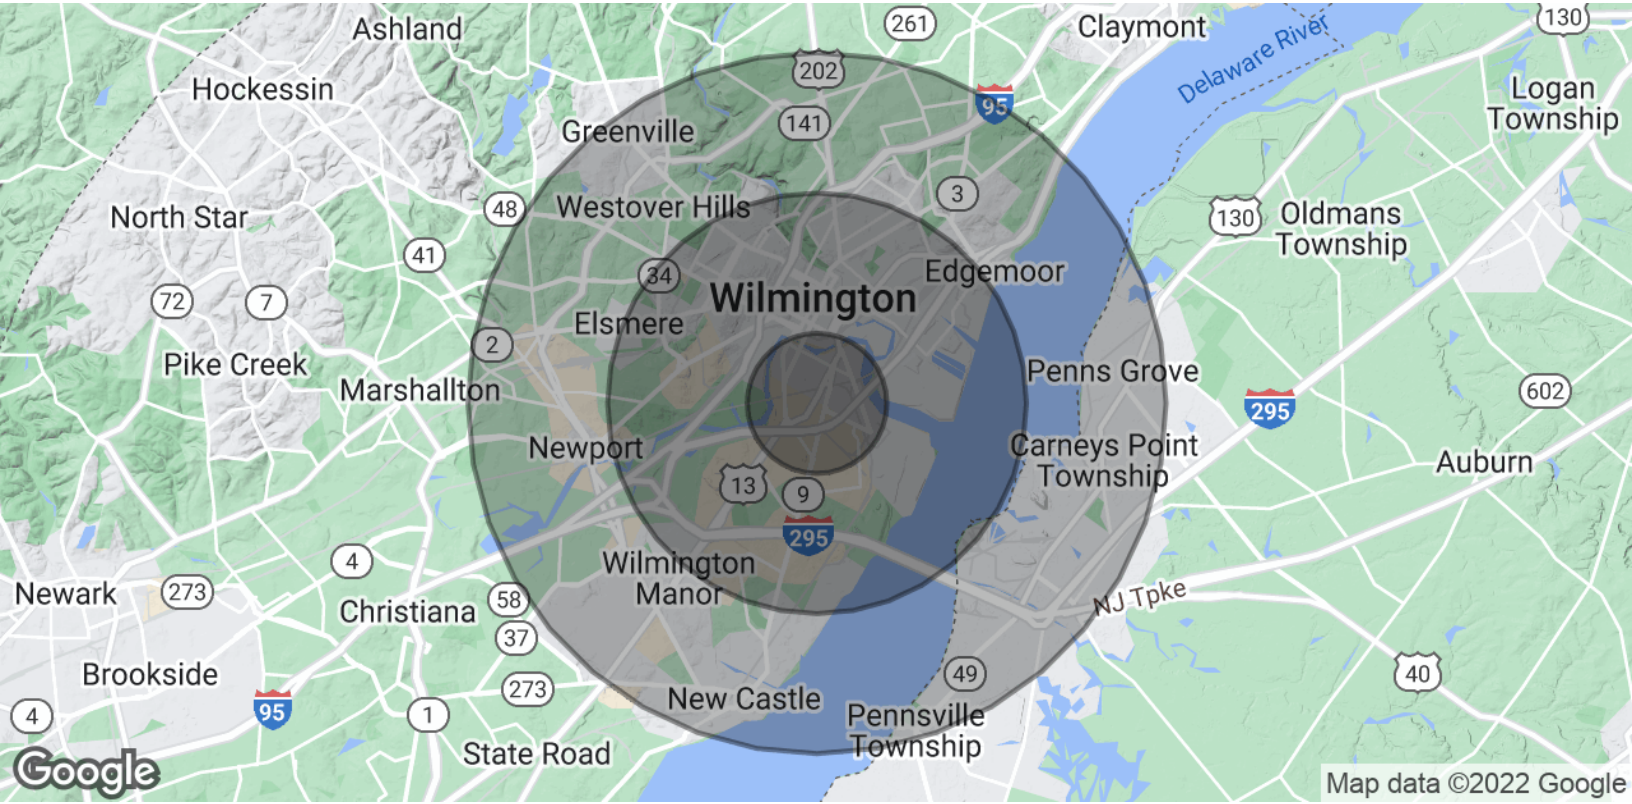 Ashland
261
Claymont
130
Delaware River
202
Hockessin
95
Logan
Township
141
Greenville
3
48
Westover Hills
North Star
130
Oldmans
Township
41
34
Edgemoor
72
7
Wilmington
Elsmere
2
Pike Creek
Penns Grove
Marshallton
602
295
Newport
Carneys Point
Township
Auburn
13
9
295
Wilmington
Manor
4
Newark
273
58
NJ Tpke
Christiana
37
Brookside
49
40
273
New Castle
95
4
1
Pennsville
Township
State Road
Google
Map data ©2022 Google